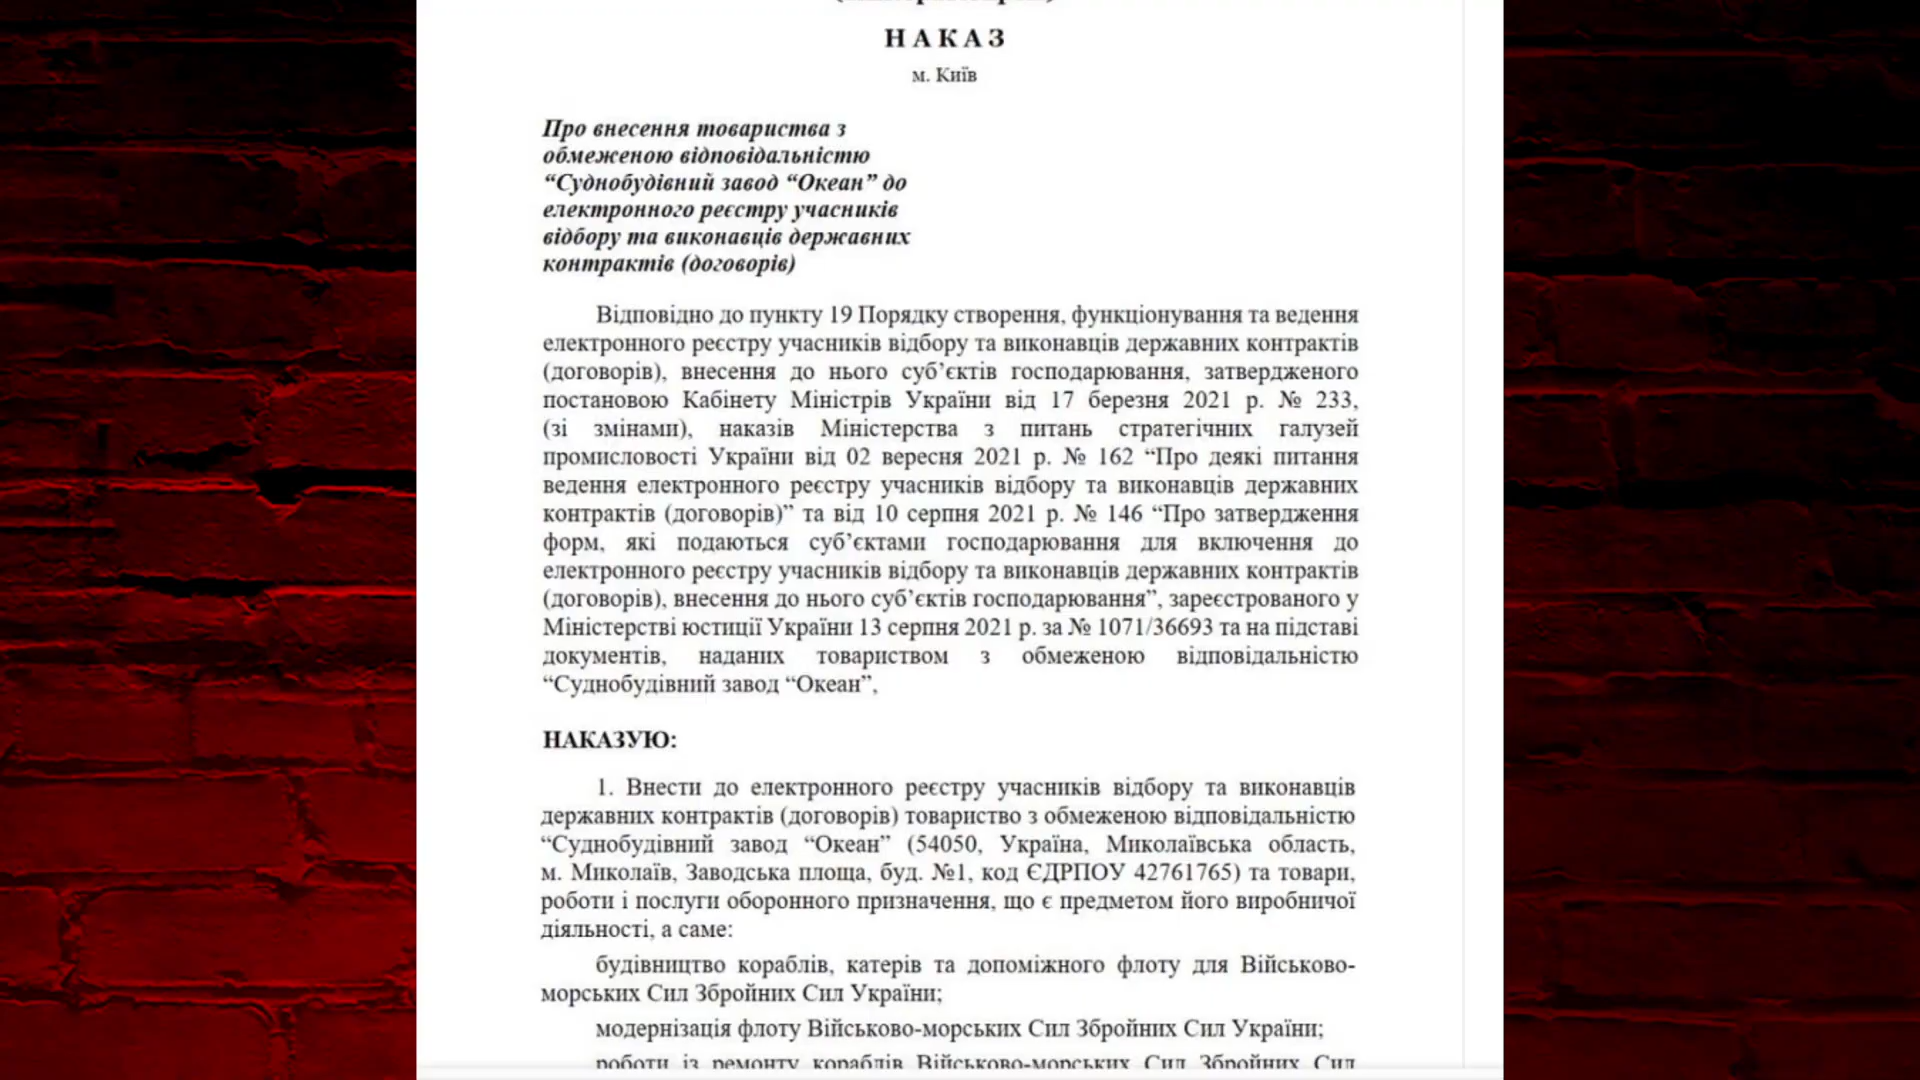 Н А К А З
м. Київ
Про внесення товариства з
обмеженою відповідальністю
“Суднобудівний завод “Океан” до
електронного реєстру учасників
відбору та виконавців державних
контрактів (договорів)
Відповідно до пункту 19 Порядку створення, функціонування та ведення
електронного реєстру учасників відбору та виконавців державних контрактів
(договорів), внесення до нього суб’єктів господарювання, затвердженого
постановою Кабінету Міністрів України від 17 березня 2021 р. № 233,
(зі змінами), наказів Міністерства з питань стратегічних галузей
промисловості України від 02 вересня 2021 р. № 162 “Про деякі питання
ведення електронного реєстру учасників відбору та виконавців державних
контрактів (договорів)” та від 10 серпня 2021 р. № 146 “Про затвердження
форм, які подаються суб’єктами господарювання для включення до
електронного реєстру учасників відбору та виконавців державних контрактів
(договорів), внесення до нього суб’єктів господарювання”, зареєстрованого у
Міністерстві юстиції України 13 серпня 2021 р. за № 1071/36693 та на підставі
документів, наданих товариством з обмеженою відповідальністю
“Суднобудівний завод “Океан”,
НАКАЗУЮ:
1. Внести до електронного реєстру учасників відбору та виконавців
державних контрактів (договорів) товариство з обмеженою відповідальністю
“Суднобудівний завод “Океан” (54050, Україна, Миколаївська область,
м. Миколаїв, Заводська площа, буд. №1, код ЄДРПОУ 42761765) та товари,
роботи і послуги оборонного призначення, що є предметом його виробничої
діяльності, а саме:
будівництво кораблів, катерів та допоміжного флоту для Військово-
морських Сил Збройних Сил України;
модернізація флоту Військово-морських Сил Збройних Сил України;
роботи із ремонту кораблів Військово-морських Сил Збройних Сил